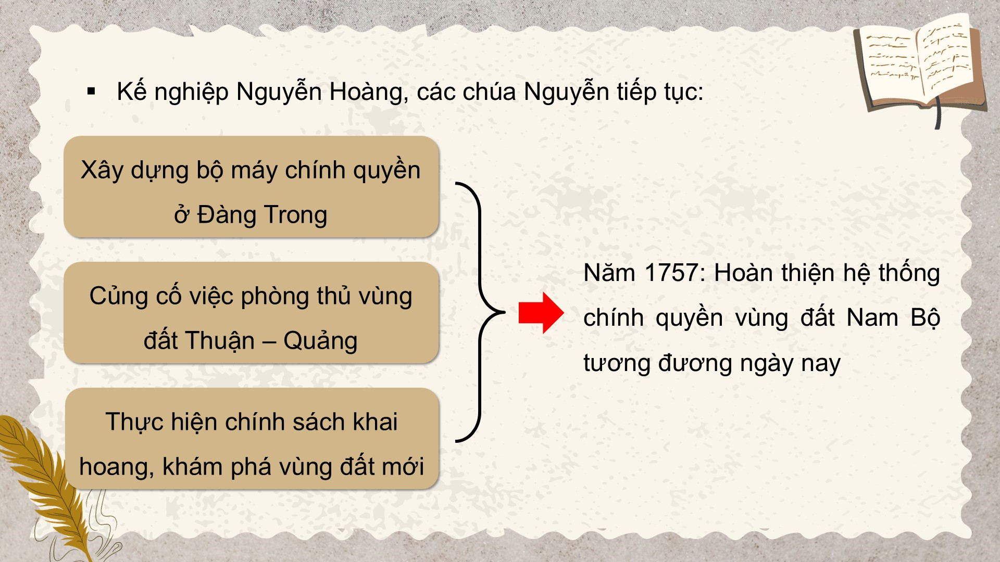 ▪ Kế nghiệp Nguyễn Hoàng, các chúa Nguyễn tiếp tục:
Xây dựng bộ máy chính quyền
ở Đàng Trong
Củng cố việc phòng thủ vùng
đất Thuận – Quảng
Thực hiện chính sách khai
hoang, khám phá vùng đất mới
Năm 1757: Hoàn thiện hệ thống
chính quyền vùng đất Nam Bộ
tương đương ngày nay